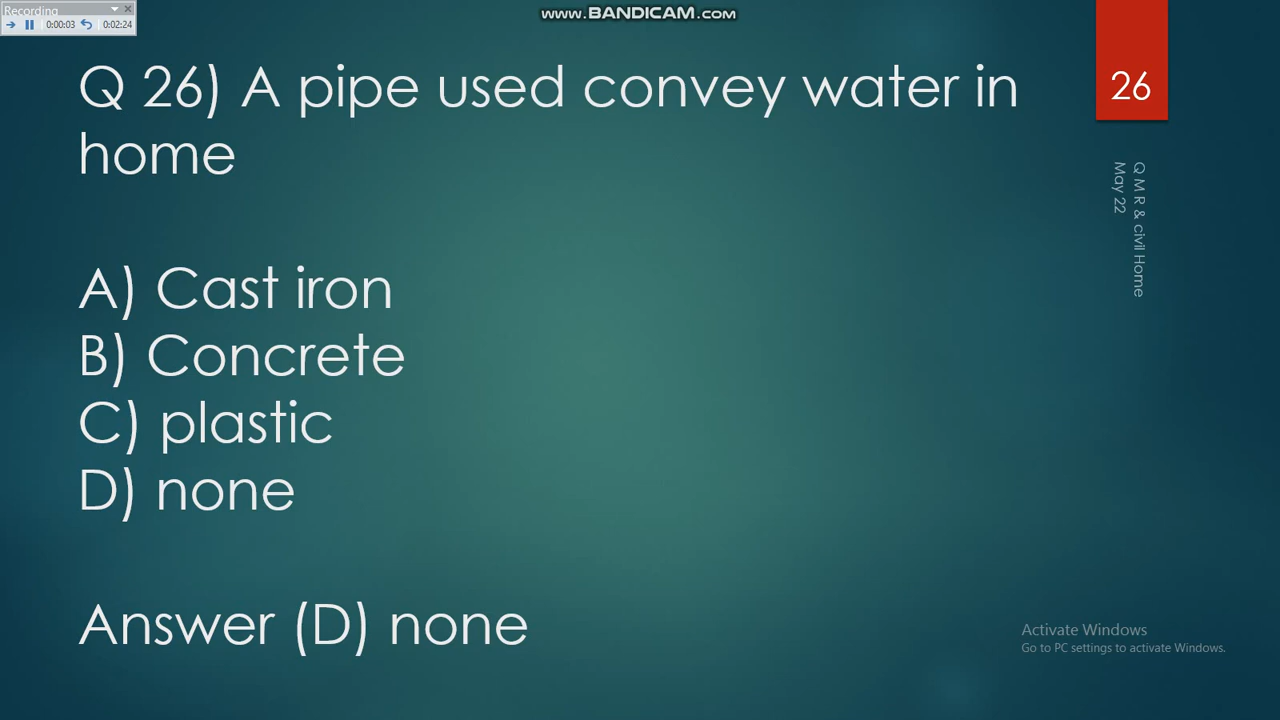 Recording
0:00:03
0:02:24
www.BANDICAM.com
Q 26) A pipe used convey water in
home
26
Q M R & civil Home
May 22
A) Cast iron
B) Concrete
C) plastic
D) none
Answer (D) none
Activate Windows
Go to PC settings to activate Windows.